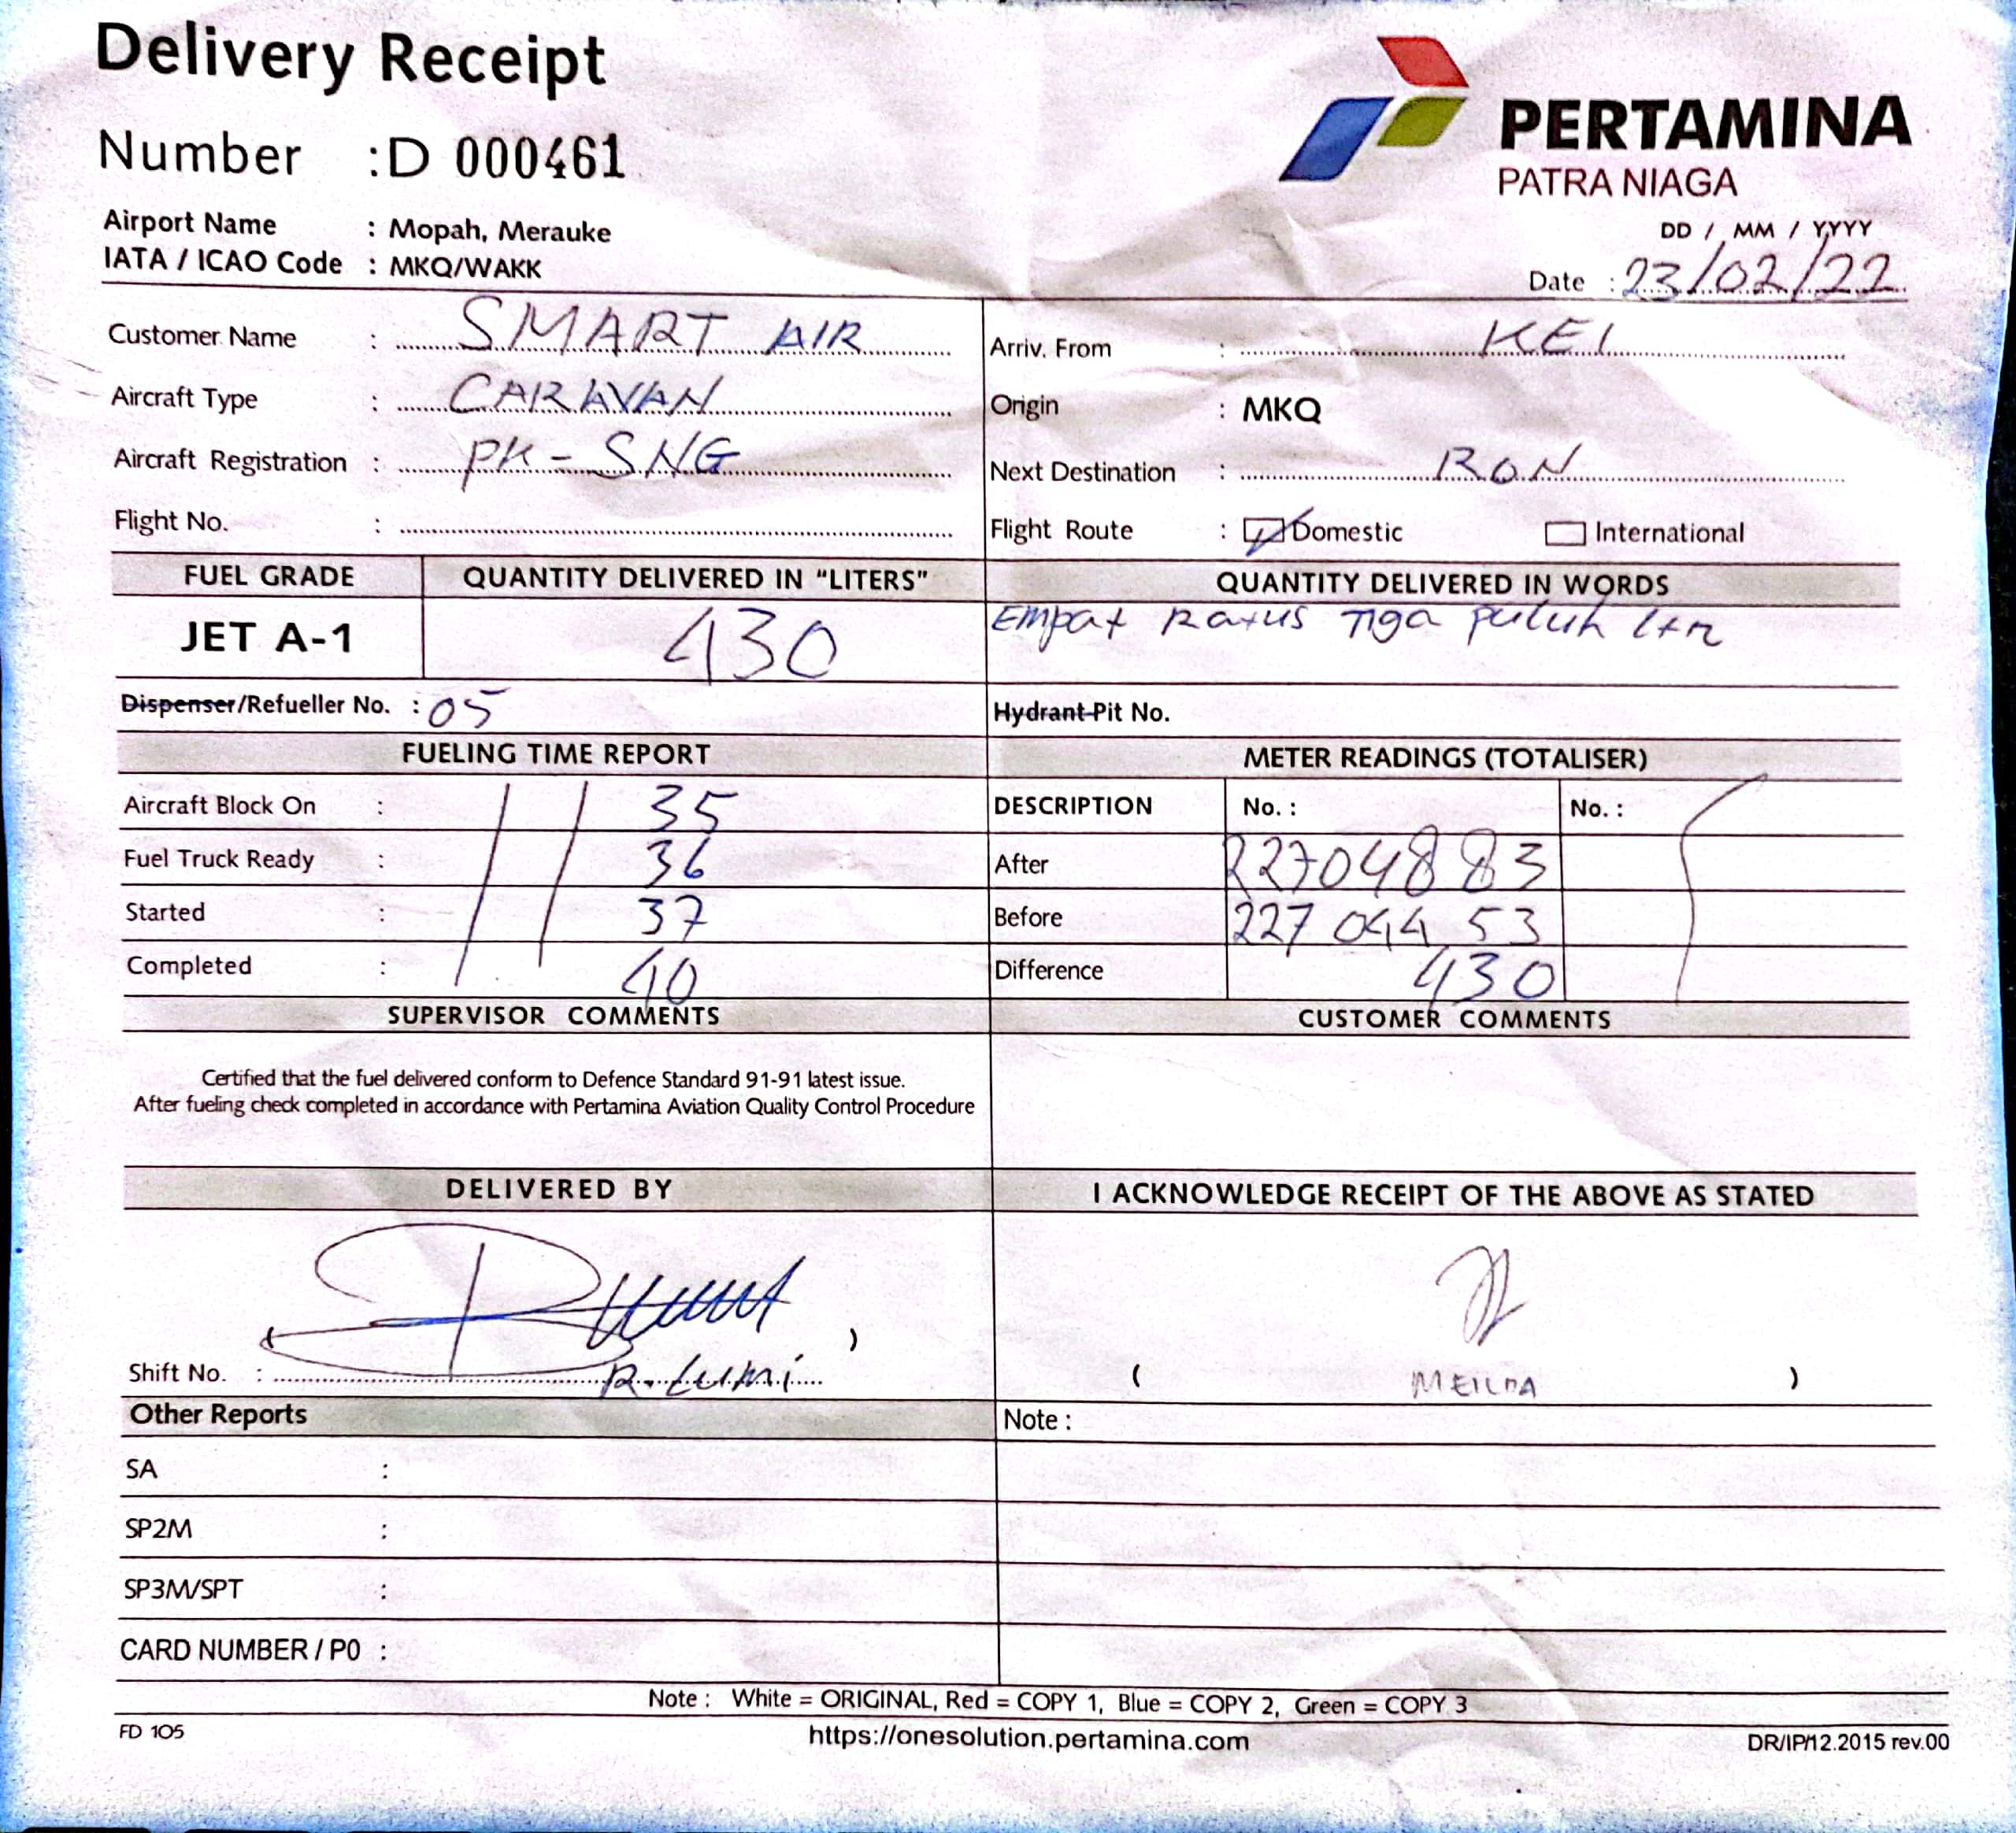 Delivery Receipt
Number :D 000461
PERTAMINA
PATRA NIAGA
Airport Name : Mopah, Merauke
IATA / ICAO Code : MKQ/WAKK
DD / MM / YYYY
Date : 23/02/22
Customer Name : SMART AIR
Arriv. From : KEI
Aircraft Type : CARAVAN
Origin : MKQ
Aircraft Registration : PK-SNG
Next Destination : RON
Flight No. :
Flight Route : Domestic International
FUEL GRADE QUANTITY DELIVERED IN "LITERS" QUANTITY DELIVERED IN WORDS
JET A-1 430 Empat Ratus Tiga puluh Ltr
Dispenser/Refueller No. : 05 Hydrant Pit No.
FUELING TIME REPORT METER READINGS (TOTALISER)
Aircraft Block On : 35 DESCRIPTION No. : No. :
Fuel Truck Ready : 36 After 22704883
Started : 37 Before 22704453
Completed : 40 Difference 430
SUPERVISOR COMMENTS CUSTOMER COMMENTS
Certified that the fuel delivered conform to Defence Standard 91-91 latest issue.
After fueling check completed in accordance with Pertamina Aviation Quality Control Procedure
DELIVERED BY I ACKNOWLEDGE RECEIPT OF THE ABOVE AS STATED
Shift No. : R. Lumi ( )
Other Reports Note :
SA :
SP2M :
SP3M/SPT :
CARD NUMBER / P0 :
Note : White = ORIGINAL, Red = COPY 1, Blue = COPY 2, Green = COPY 3
FD 105 https://onesolution.pertamina.com DR/IP/12.2015 rev.00